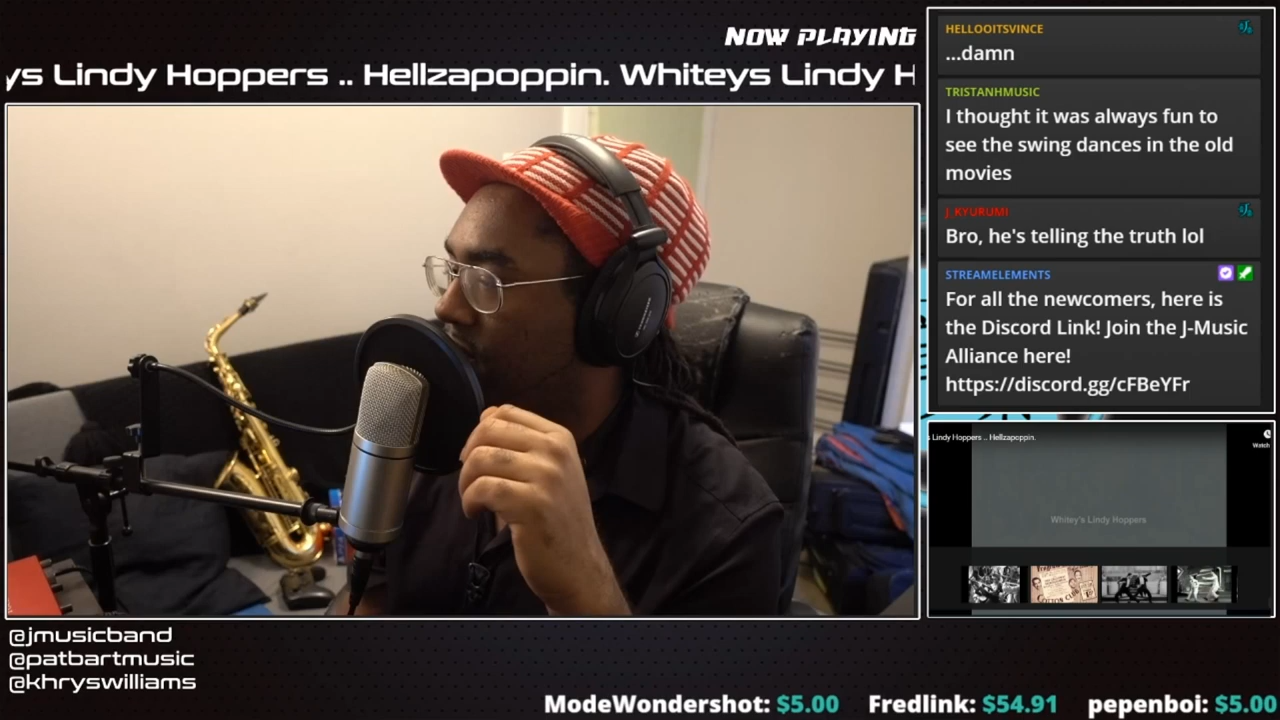 NOW PLAYING
ys Lindy Hoppers .. Hellzapoppin. Whiteys Lindy H
HELLOOITSVINCE
...damn
TRISTANHMUSIC
I thought it was always fun to
see the swing dances in the old
movies
J_KYURUMI
Bro, he's telling the truth lol
STREAMELEMENTS
For all the newcomers, here is
the Discord Link! Join the J-Music
Alliance here!
https://discord.gg/cFBeYFr
s Lindy Hoppers .. Hellzapoppin.
Watch
Whitey's Lindy Hoppers
@jmusicband
@patbartmusic
@khryswilliams
ModeWondershot: $5.00 Fredlink: $54.91 pepenboi: $5.00